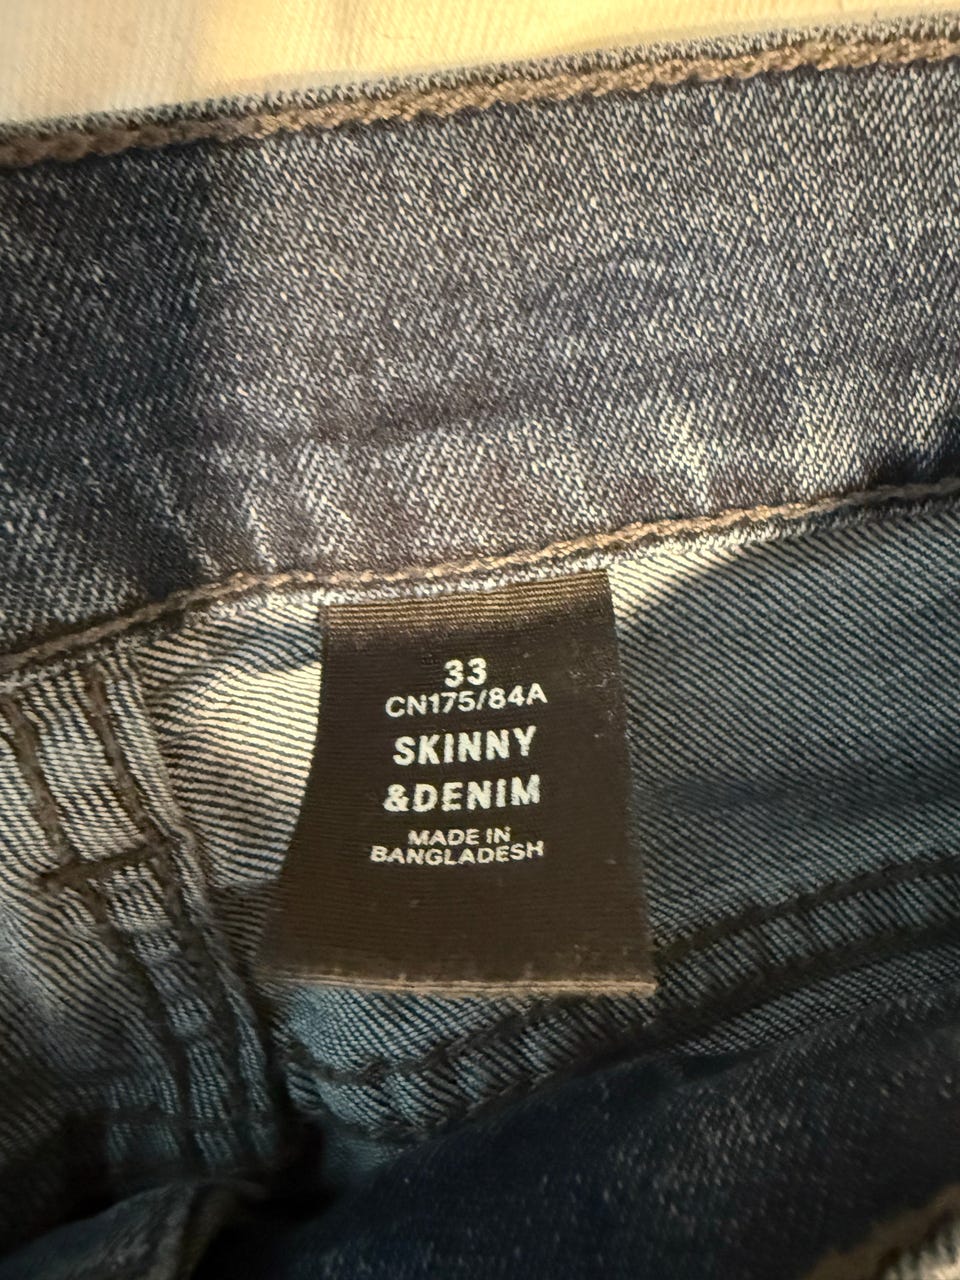 33
CN175/84A
SKINNY
&DENIM
MADE IN
BANGLADESH